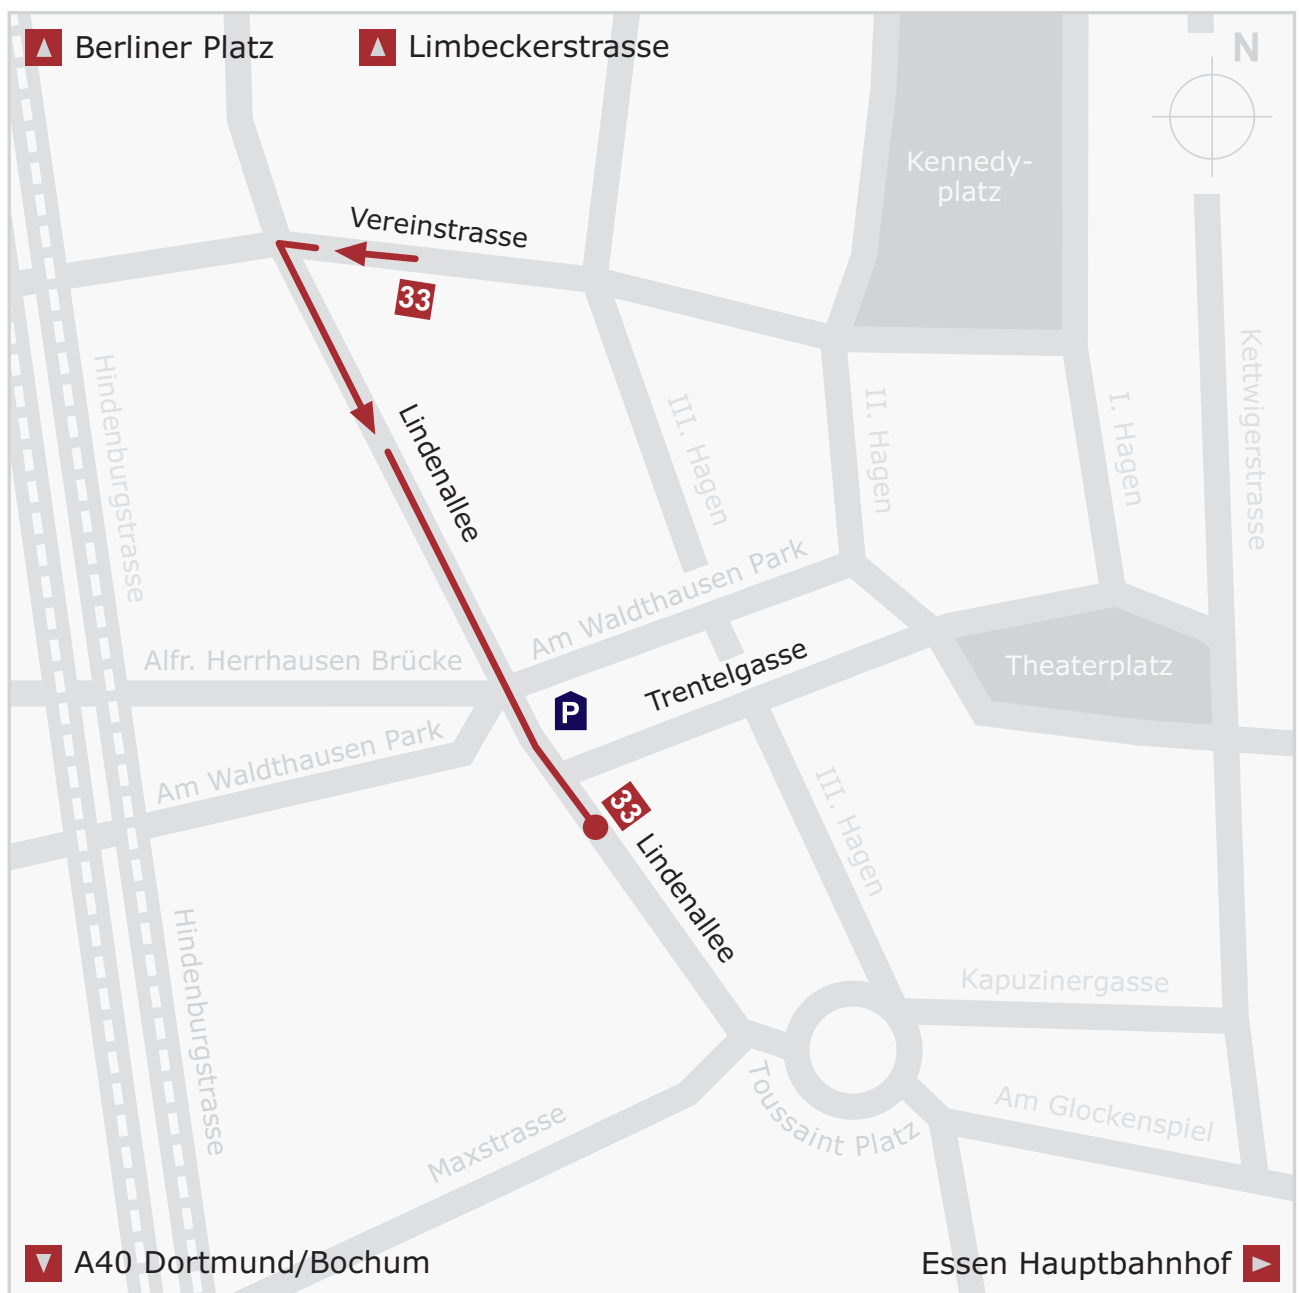 Berliner Platz
Limbeckerstrasse
N
Kennedy-
platz
Vereinstrasse
33
Hindenburgstrasse
Lindenallee
III. Hagen
II. Hagen
I. Hagen
Kettwigerstrasse
Am Waldthausen Park
Alfr. Herrhausen Brücke
Trentelgasse
Theaterplatz
P
Am Waldthausen Park
33
Lindenallee
III. Hagen
Hindenburgstrasse
Kapuzinergasse
Toussaint Platz
Am Glockenspiel
Maxstrasse
A40 Dortmund/Bochum
Essen Hauptbahnhof